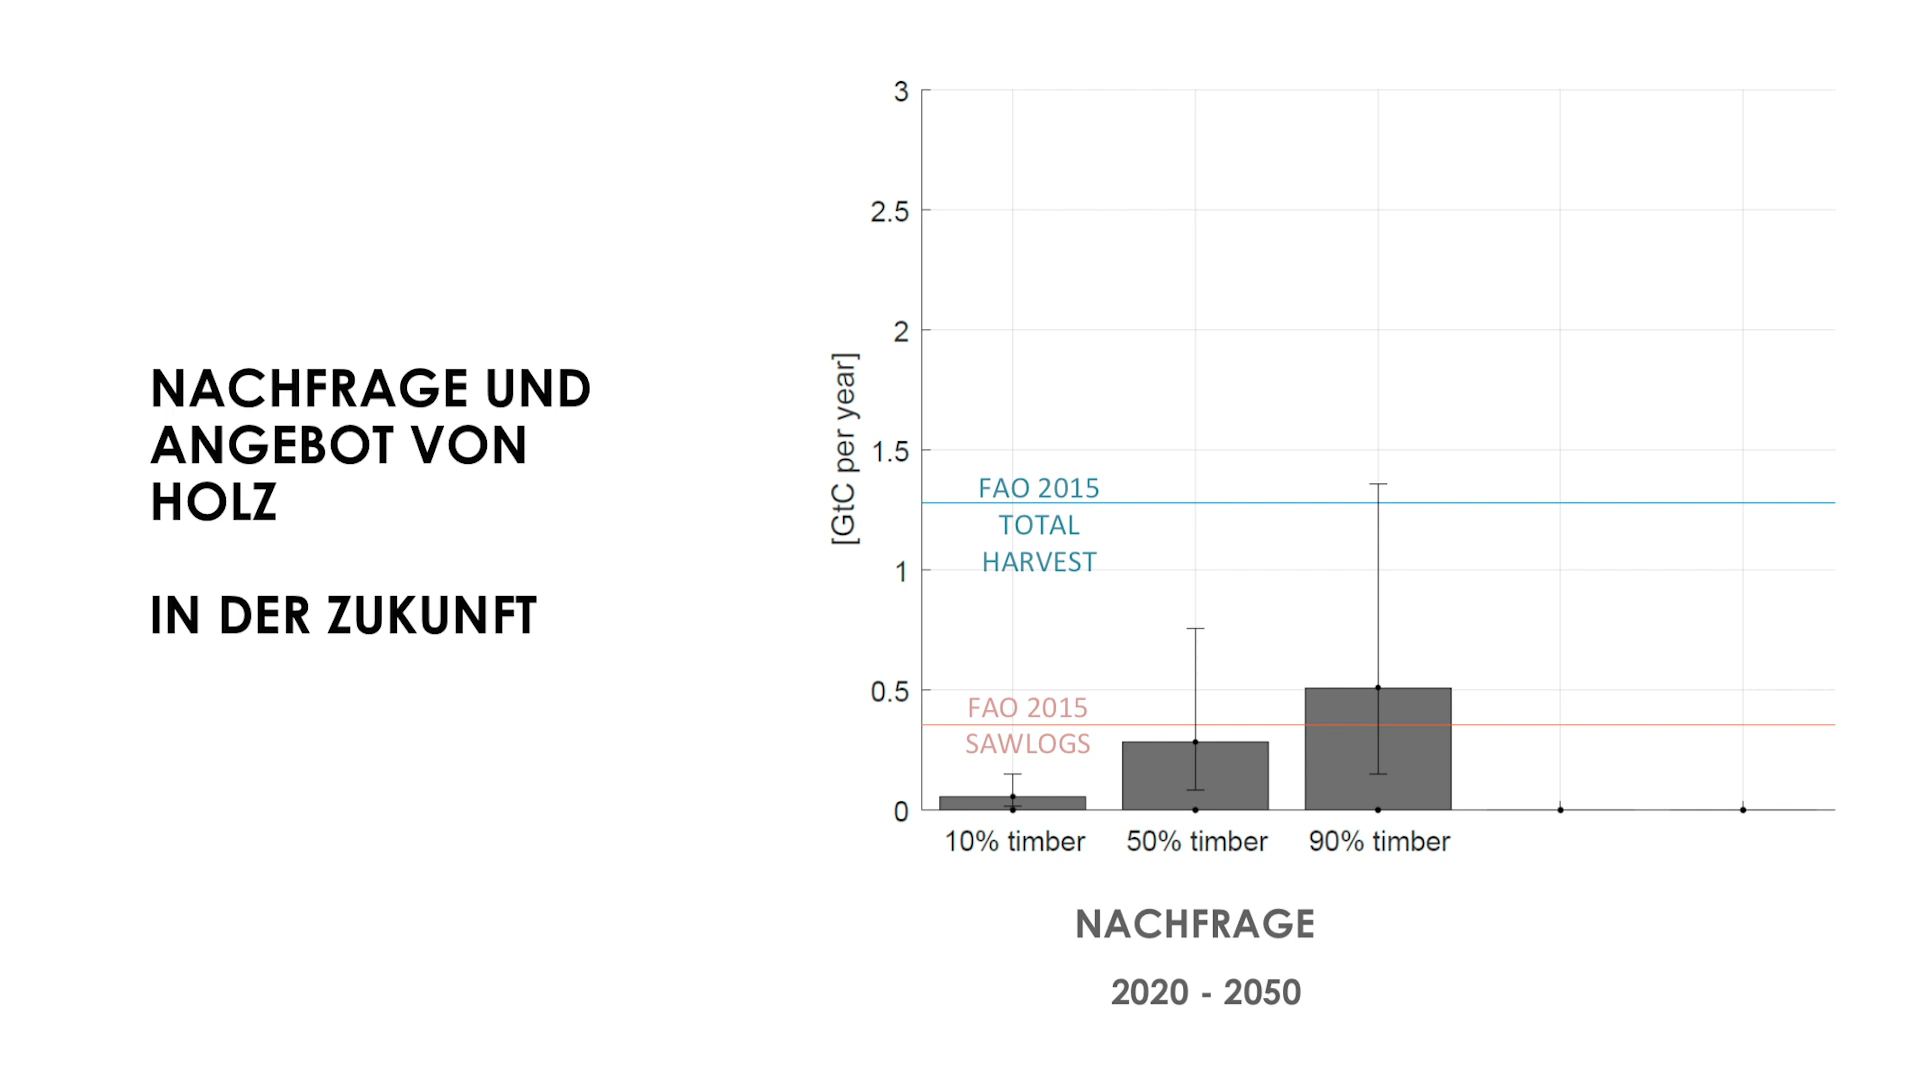 NACHFRAGE UND
ANGEBOT VON
HOLZ
IN DER ZUKUNFT
[GtC per year]
3
2.5
2
1.5
1
0.5
0
FAO 2015
TOTAL
HARVEST
FAO 2015
SAWLOGS
10% timber
50% timber
90% timber
NACHFRAGE
2020 - 2050